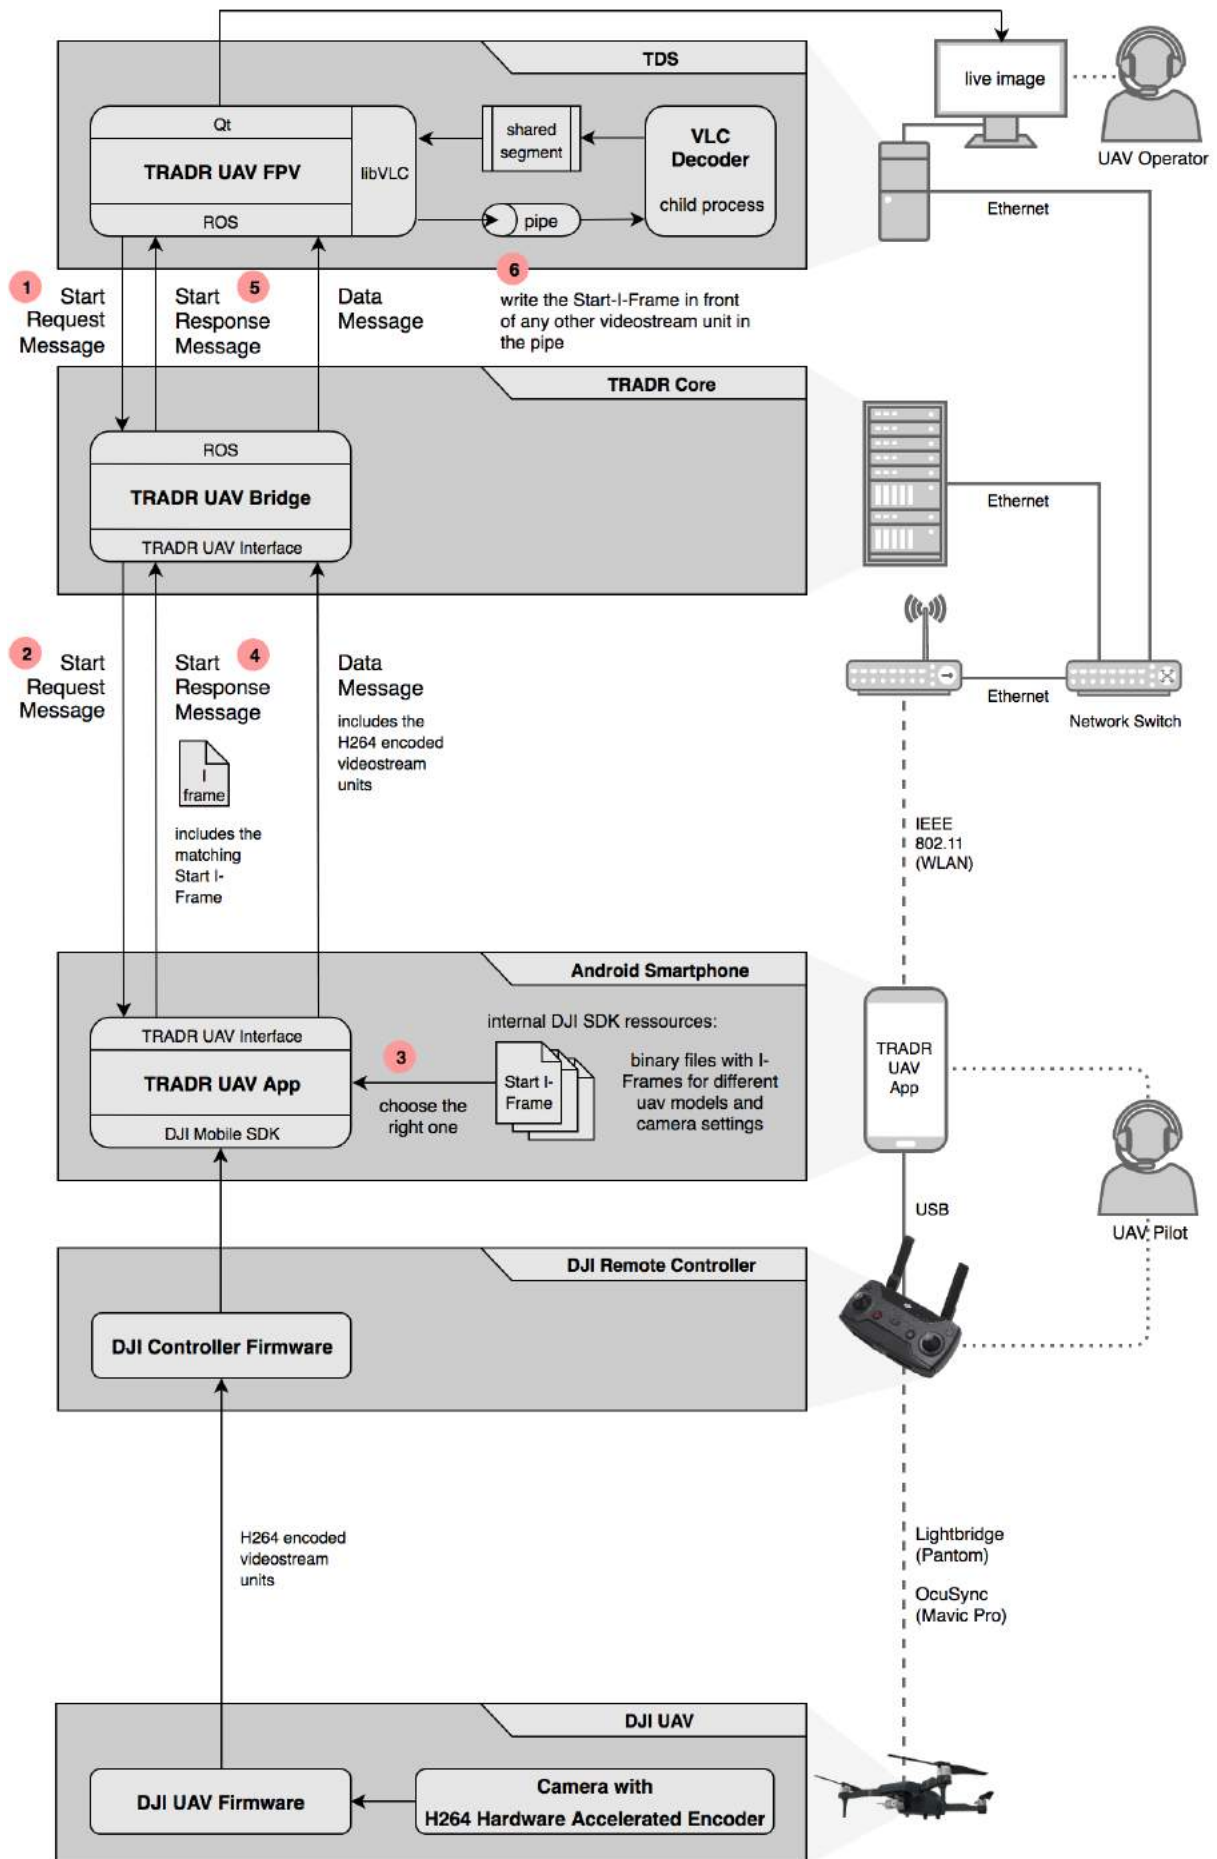 TDS
live image
UAV Operator
Qt
TRADR UAV FPV
ROS
libVLC
shared
segment
pipe
VLC
Decoder
child process
Ethernet
1
Start
Request
Message
Start
Response
Message
5
Data
Message
6
write the Start-I-Frame in front
of any other videostream unit in
the pipe
TRADR Core
ROS
TRADR UAV Bridge
TRADR UAV Interface
Ethernet
Ethernet
Network Switch
2
Start
Request
Message
Start
Response
Message
4
I
frame
includes the
matching
Start I-
Frame
Data
Message
includes the
H264 encoded
videostream
units
IEEE
802.11
(WLAN)
Android Smartphone
TRADR UAV Interface
TRADR UAV App
DJI Mobile SDK
3
choose the
right one
internal DJI SDK ressources:
Start I-
Frame
binary files with I-
Frames for different
uav models and
camera settings
TRADR
UAV
App
USB
UAV Pilot
DJI Remote Controller
DJI Controller Firmware
H264 encoded
videostream
units
Lightbridge
(Pantom)
OcuSync
(Mavic Pro)
DJI UAV
DJI UAV Firmware
Camera with
H264 Hardware Accelerated Encoder